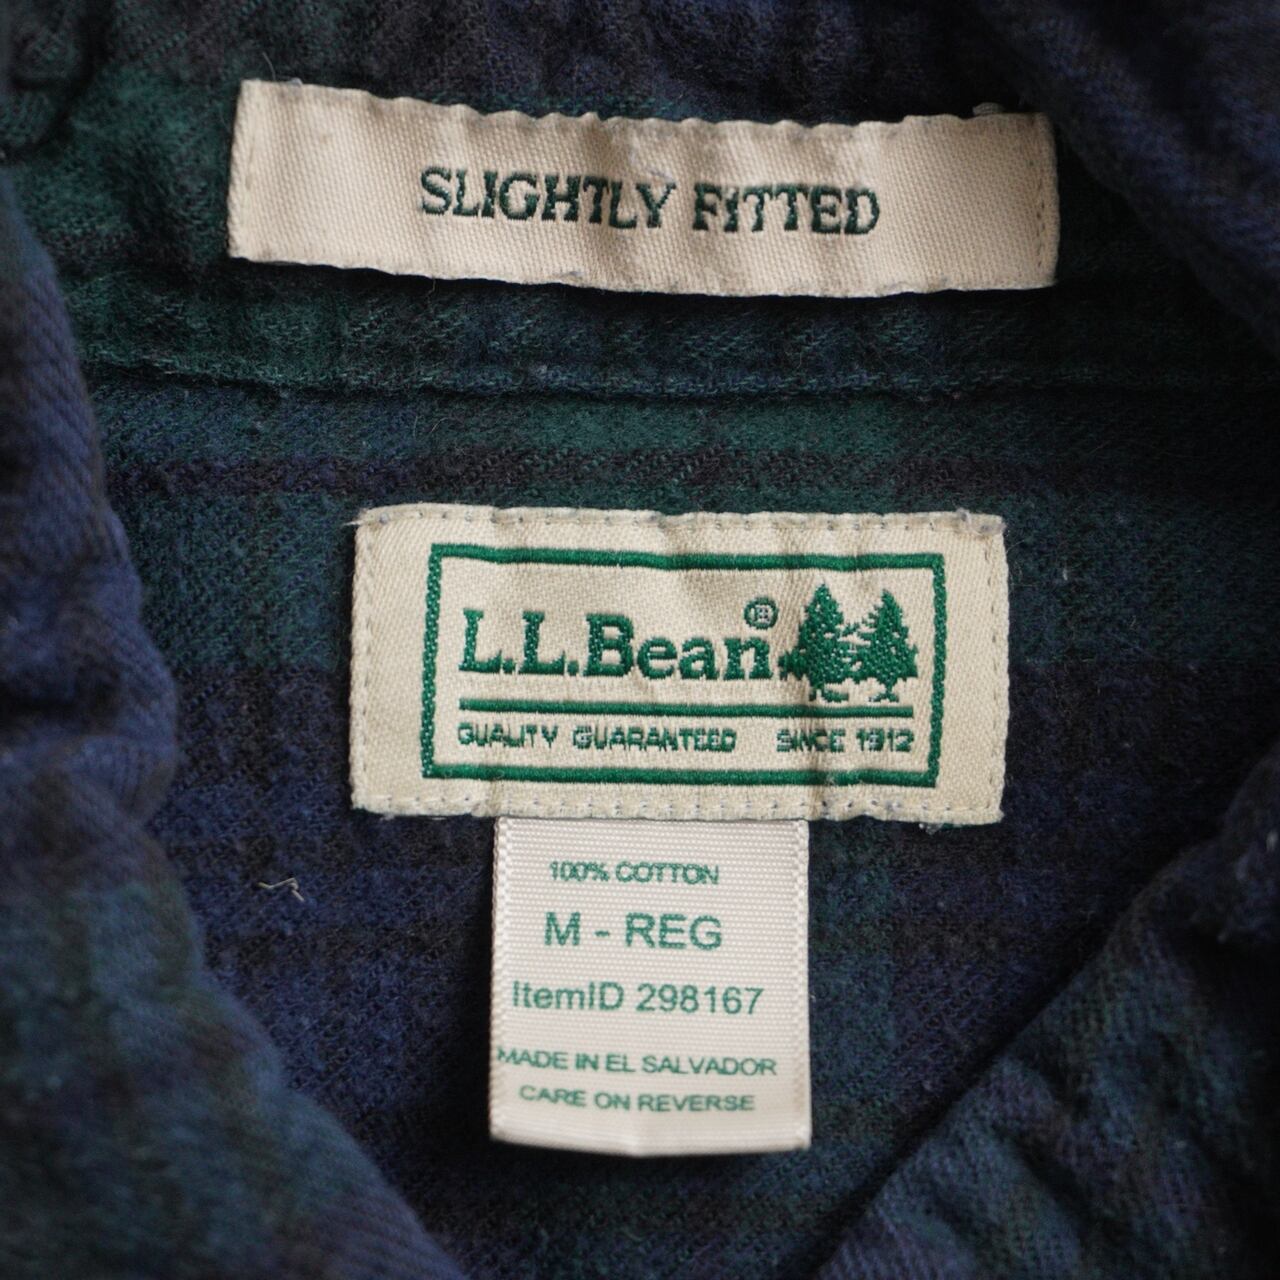 SLIGHTLY FITTED
L.L.Bean®
QUALITY GUARANTEED SINCE 1912
100% COTTON
M - REG
ItemID 298167
MADE IN EL SALVADOR
CARE ON REVERSE